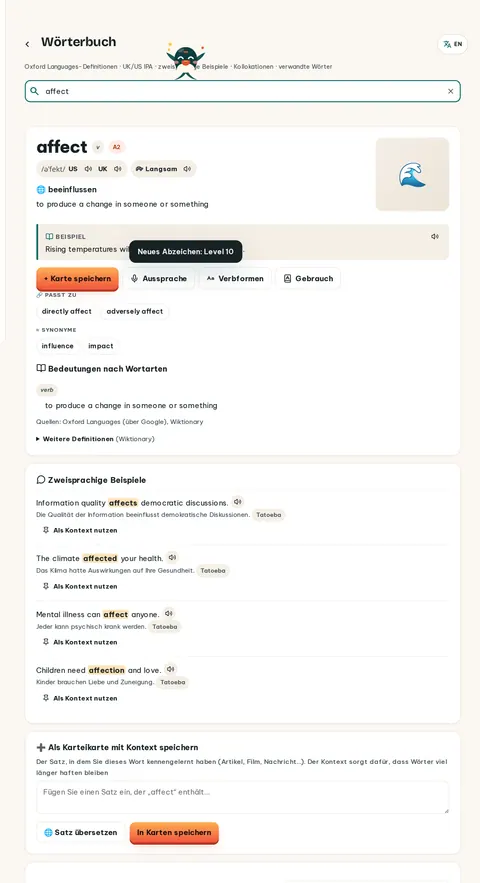 Wörterbuch
EN
Oxford Languages-Definitionen · UK/US IPA · e Beispiele · Kollokationen · verwandte Wörter
affect
affect v A2
/əˈfekt/ US UK Langsam
beeinflussen
to produce a change in someone or something
BEISPIEL
Rising temperatures
Neues Abzeichen: Level 10
+ Karte speichern Aussprache Verbformen Gebrauch
PASST ZU
directly affect adversely affect
≈ SYNONYME
influence impact
Bedeutungen nach Wortarten
verb
to produce a change in someone or something
Quellen: Oxford Languages (über Google), Wiktionary
Weitere Definitionen (Wiktionary)
Zweisprachige Beispiele
Information quality affects democratic discussions.
Die Qualität der Information beeinflusst demokratische Diskussionen. Tatoeba
Als Kontext nutzen
The climate affected your health.
Das Klima hatte Auswirkungen auf Ihre Gesundheit. Tatoeba
Als Kontext nutzen
Mental illness can affect anyone.
Jeder kann psychisch krank werden. Tatoeba
Als Kontext nutzen
Children need affection and love.
Kinder brauchen Liebe und Zuneigung. Tatoeba
Als Kontext nutzen
Als Karteikarte mit Kontext speichern
Der Satz, in dem Sie dieses Wort kennengelernt haben (Artikel, Film, Nachricht…). Der Kontext sorgt dafür, dass Wörter viel
länger haften bleiben
Fügen Sie einen Satz ein, der „affect“ enthält…
Satz übersetzen In Karten speichern